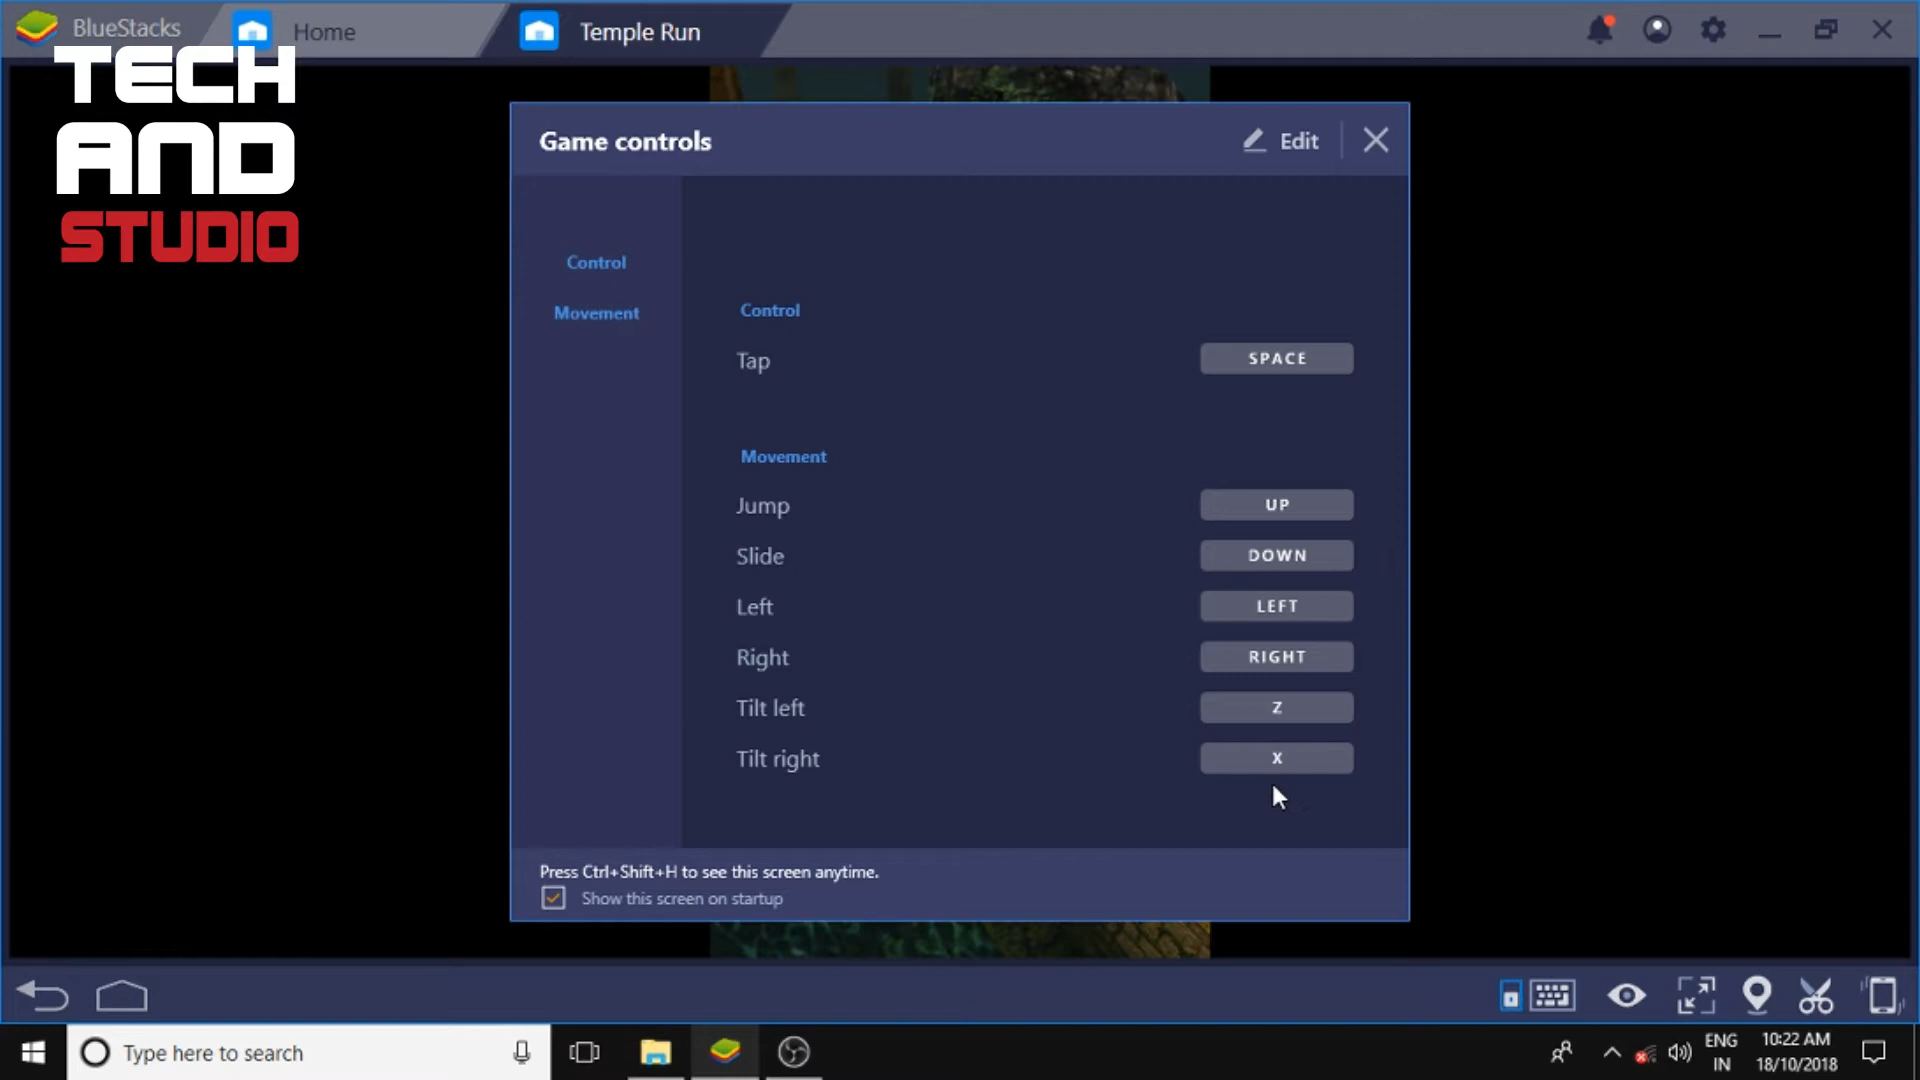 BlueStacks
Home
Temple Run
TECH
AND
STUDIO
Game controls
Edit
Control
Movement
Control
Tap
SPACE
Movement
Jump
UP
Slide
DOWN
Left
LEFT
Right
RIGHT
Tilt left
Z
Tilt right
X
Press Ctrl+Shift+H to see this screen anytime.
Show this screen on startup
Type here to search
ENG
IN
10:22 AM
18/10/2018